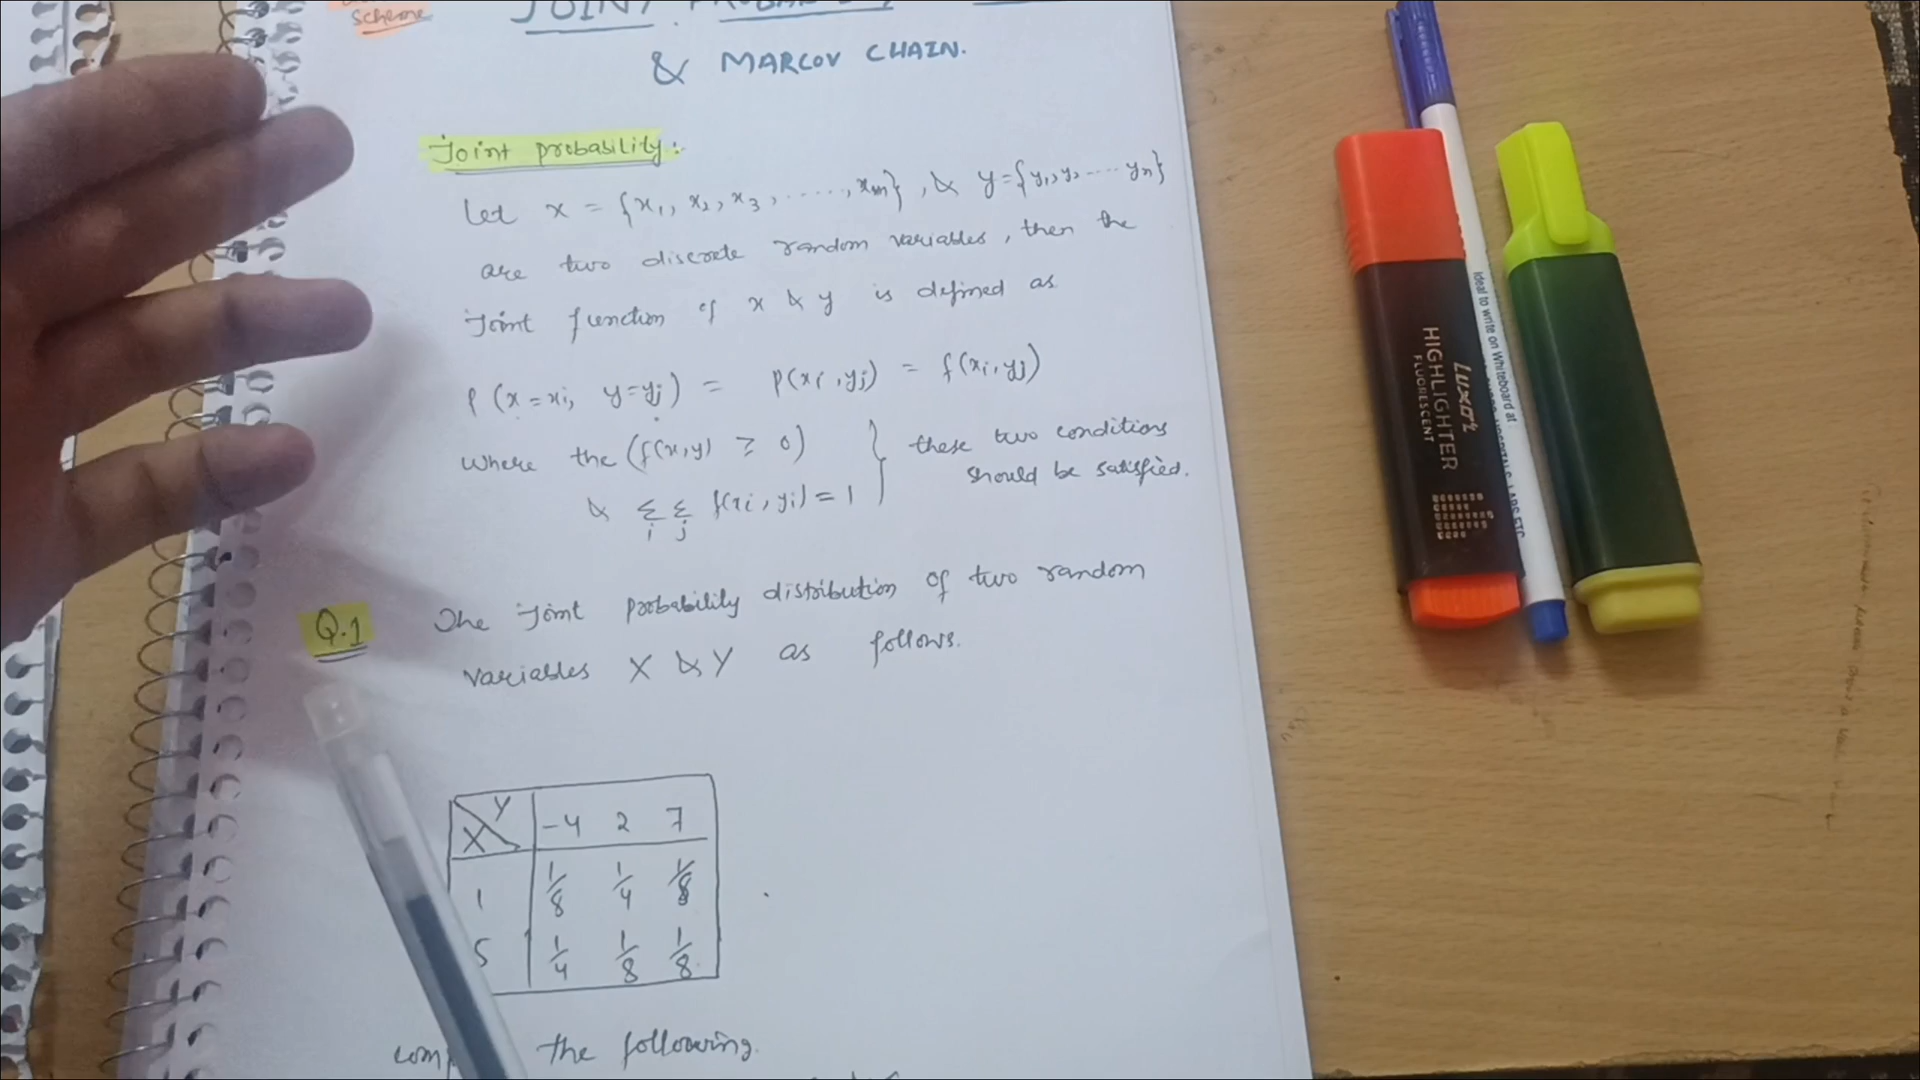 Scheme
JOINT
& MARCOV CHAIN.
Joint probability:
Let x = {x1, x2, x3, ......, xm}, & y={y1, y2 .... yn}
are two discrete random variables, then the
Joint function of x & y is defined as
P (x = xi, y = yj) = P(xi, yj) = f(xi, yj)
Where the (f(x,y) ≥ 0) } these two conditions
& Σi Σj f(xi, yi) = 1 should be satisfied.
Q.1 The Joint probability distribution of two random
variables X & Y as follows.
X Y -4 2 7
1 1/8 1/4 1/8
5 1/4 1/8 1/8
the following.
LUXOR
HIGHLIGHTER
FLUORESCENT
Ideal to write on Whiteboard at